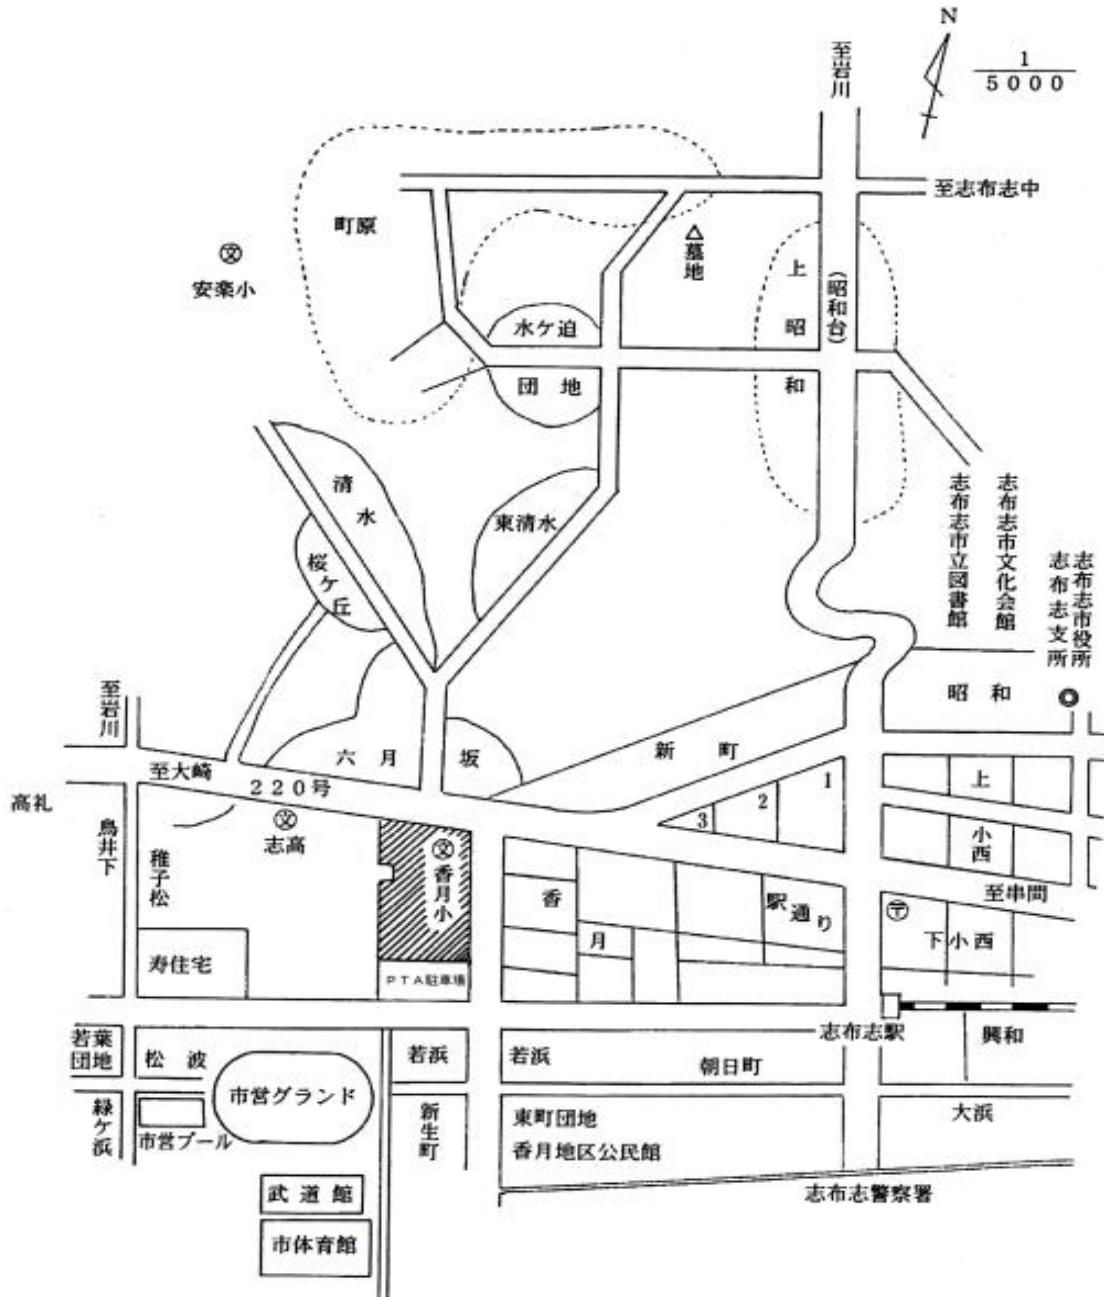 N
1
5000
至岩川
至志布志中
町原
文
安楽小
墓地
上昭和
(昭和台)
水ケ迫
団地
清水
東清水
桜ケ丘
志布志市立図書館
志布志市文化会館
志布志市役所
志布志支所
昭和
至岩川
六月坂
新町
至大崎
220号
高礼
鳥井下
文
志高
文
香月小
稚子松
寿住宅
PTA駐車場
1
2
3
上小西
至串間
香月
駅通り
〒
下小西
若葉
団地
松波
市営グランド
若浜
若浜
朝日町
志布志駅
興和
緑ケ浜
市営プール
新生町
東町団地
香月地区公民館
大浜
志布志警察署
武道館
市体育館